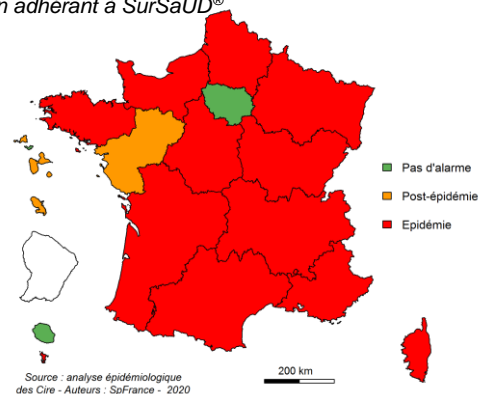 n adhérant à SurSaUD®
Pas d'alarme
Post-épidémie
Epidémie
200 km
Source : analyse épidémiologique
des Cire - Auteurs : SpFrance - 2020